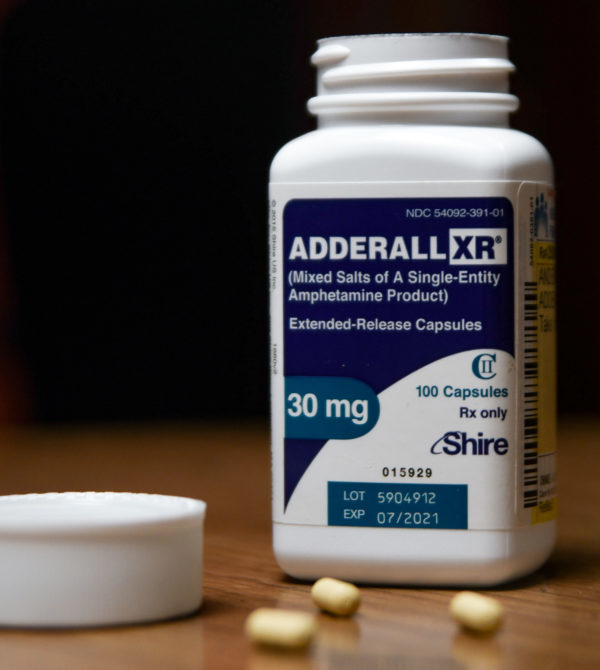 NDC 54092-391-01
ADDERALL XR®
(Mixed Salts of A Single-Entity
Amphetamine Product)
Extended-Release Capsules
CII
100 Capsules
30 mg
Rx only
Shire
015929
LOT 5904912
EXP 07/2021